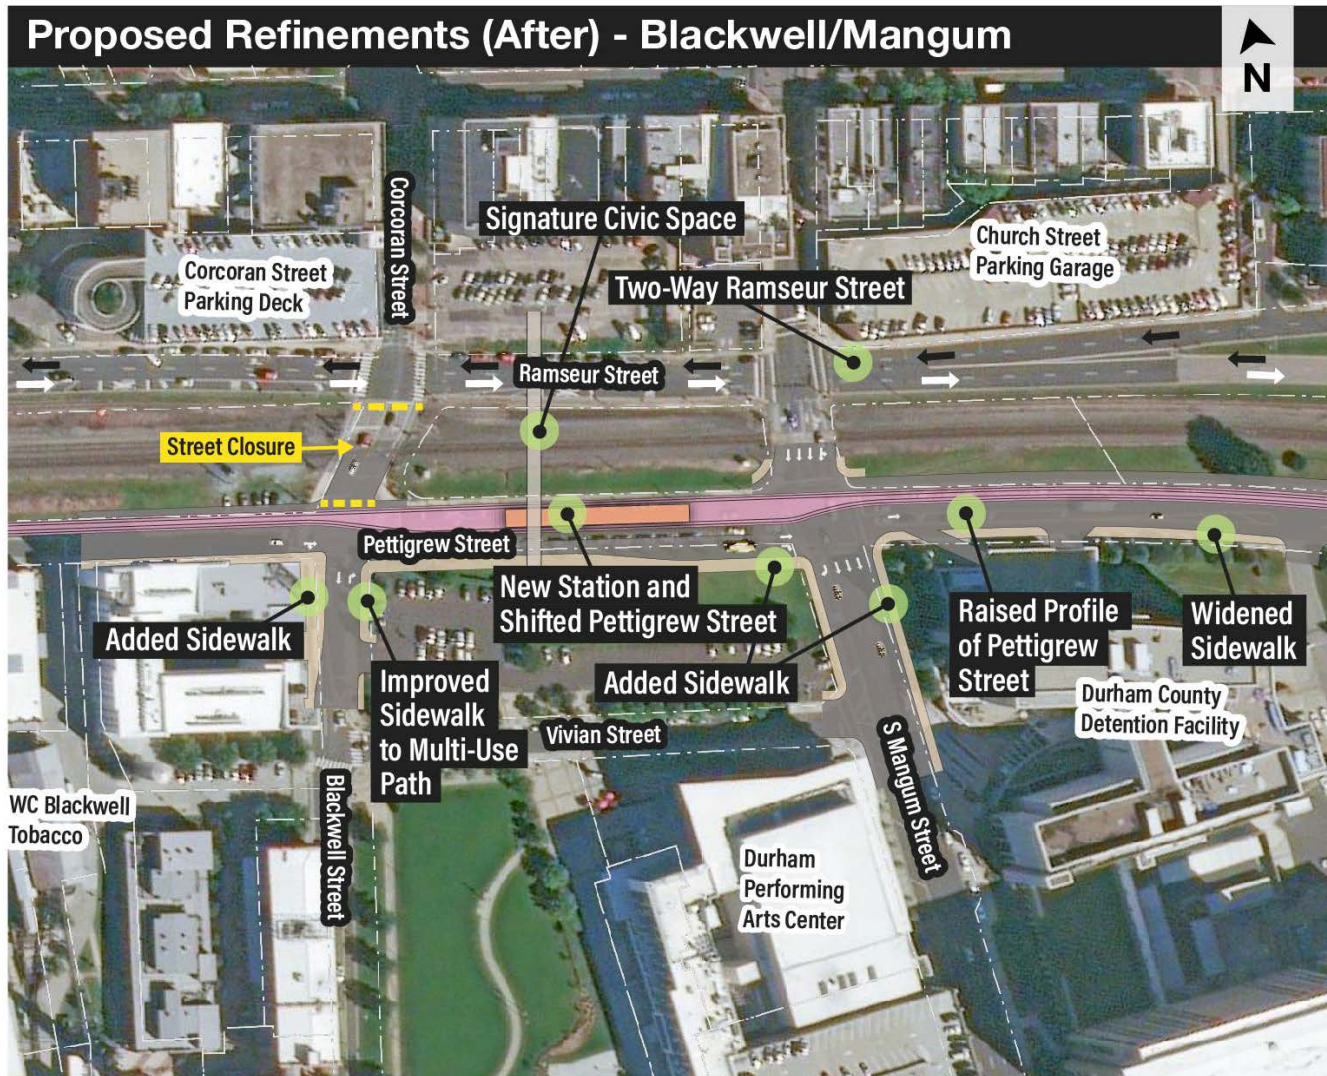 Proposed Refinements (After) - Blackwell/Mangum
N
Corcoran Street
Signature Civic Space
Church Street
Parking Garage
Corcoran Street
Parking Deck
Two-Way Ramseur Street
Ramseur Street
Street Closure
Pettigrew Street
New Station and
Shifted Pettigrew Street
Added Sidewalk
Improved
Sidewalk
to Multi-Use
Path
Added Sidewalk
Raised Profile
of Pettigrew
Street
Widened
Sidewalk
Durham County
Detention Facility
Vivian Street
S Mangum Street
Blackwell Street
WC Blackwell
Tobacco
Durham
Performing
Arts Center